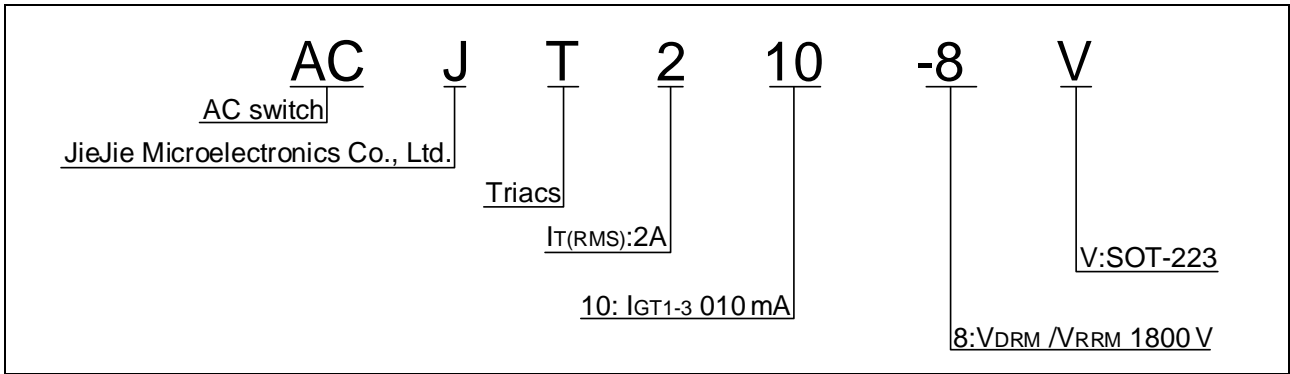 AC J T 2 10 -8 V
AC switch
JieJie Microelectronics Co., Ltd.
Triacs
IT(RMS):2A
V:SOT-223
10: IGT1-3 010 mA
8:VDRM /VRRM 1800 V